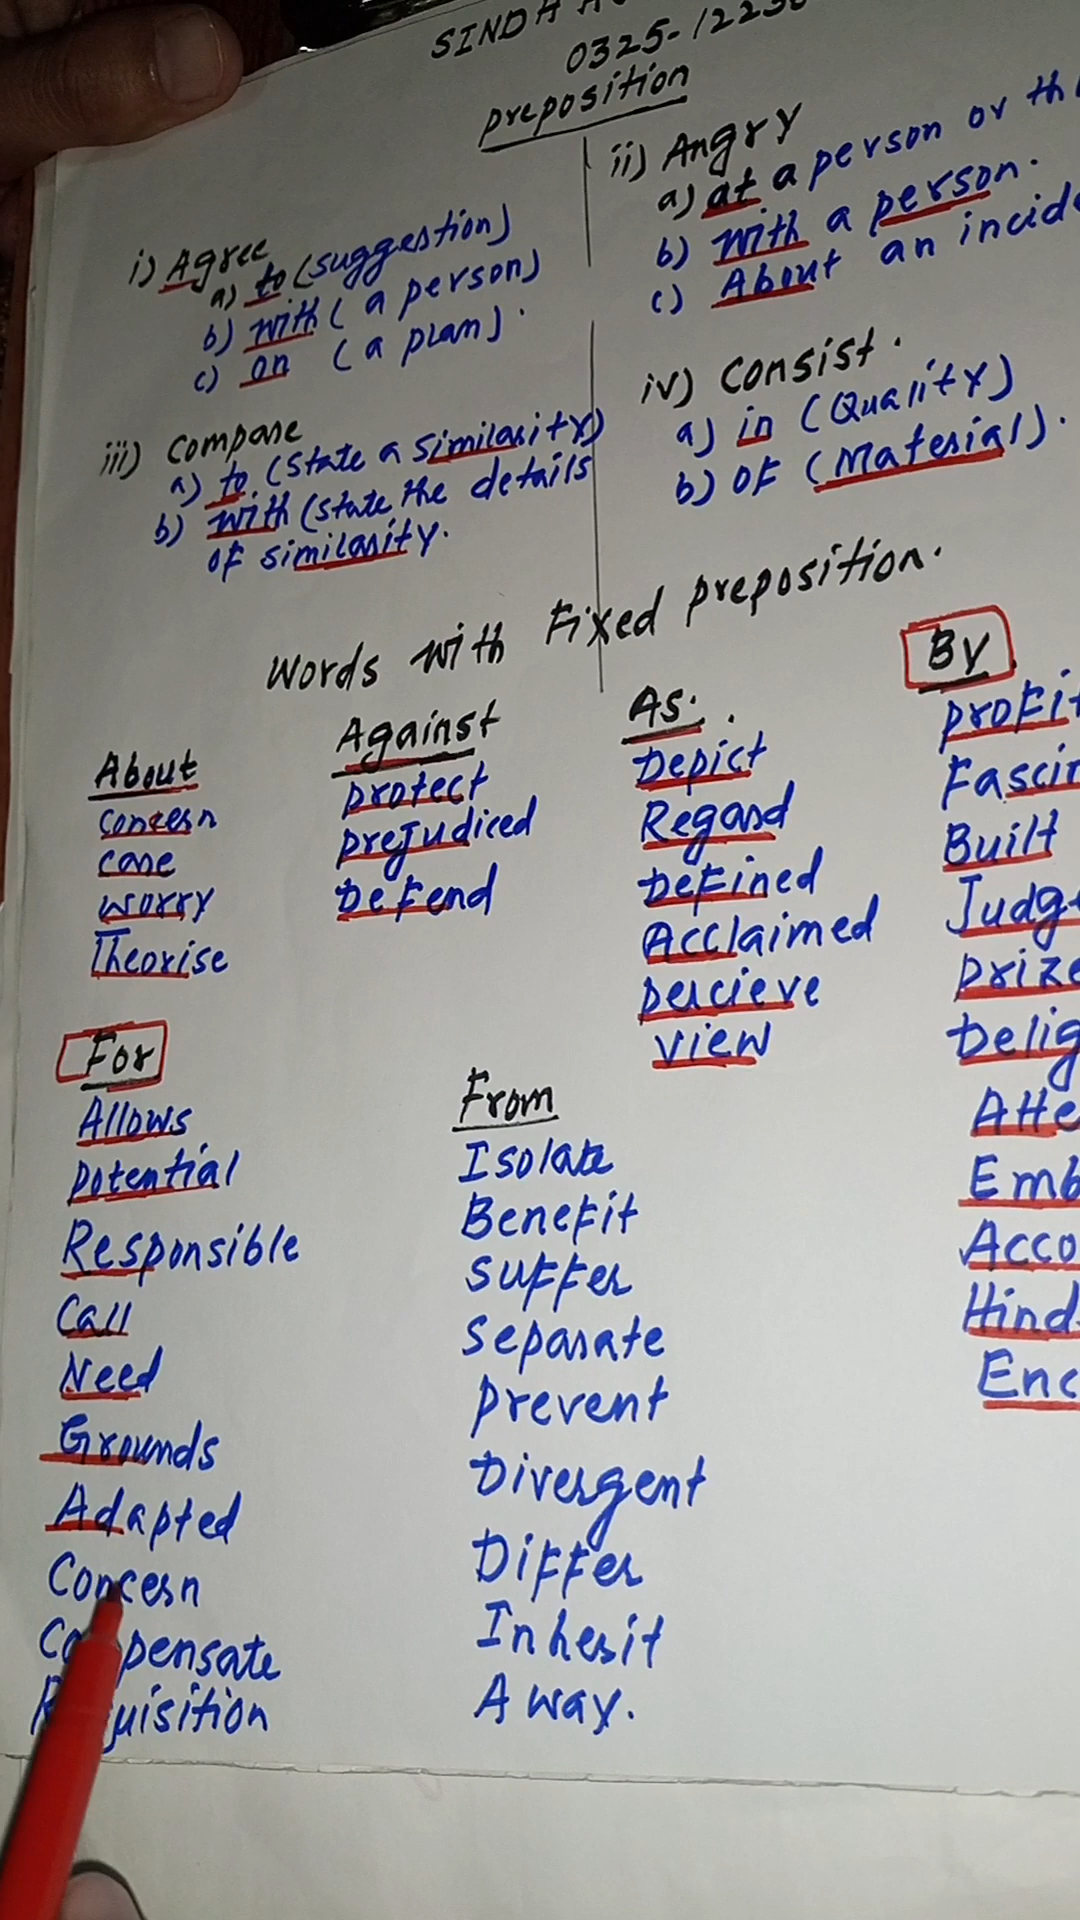 SINDH
0325-1223
preposition
i) Agree
a) to (suggestion)
b) with (a person)
c) on (a plan).
ii) Angry
a) at a person or
b) with a person.
c) About an
iii) Compare
a) to. (State a Similarity)
b) with (state the details
of similarity.
iv) Consist.
a) in (Quality)
b) OF (Material).
Words with Fixed preposition.
About
concern
care
worry
Theorise
Against
protect
prejudiced
Defend
As.
Depict
Regard
Defined
Acclaimed
percieve
view
By
Built
For
Allows
Potential
Responsible
Call
Need
Grounds
Adapted
Concern
From
Isolate
Benefit
Suffer
Separate
prevent
Divergent
Differ
Inherit
Away.